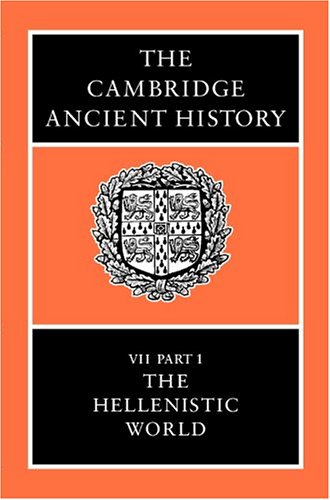 THE
CAMBRIDGE
ANCIENT HISTORY
VII PART 1
THE
HELLENISTIC
WORLD